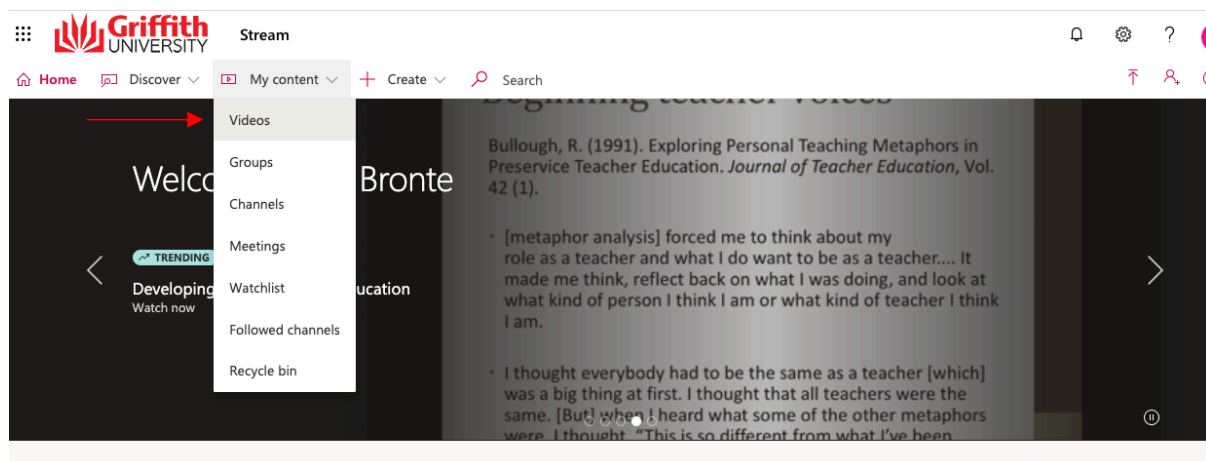 Griffith
UNIVERSITY
Stream
?
Home
Discover
My content
Create
Search
Videos
Groups
Channels
Meetings
Watchlist
Followed channels
Recycle bin
Bronte
TRENDING
Developing
ucation
Watch now
Beginning teacher voices
Bullough, R. (1991). Exploring Personal Teaching Metaphors in
Preservice Teacher Education. Journal of Teacher Education, Vol.
42 (1).
• [metaphor analysis] forced me to think about my
role as a teacher and what I do want to be as a teacher.... It
made me think, reflect back on what I was doing, and look at
what kind of person I think I am or what kind of teacher I think
I am.
• I thought everybody had to be the same as a teacher [which]
was a big thing at first. I thought that all teachers were the
same. [But] when I heard what some of the other metaphors
were, I thought, "This is so different from what I've been